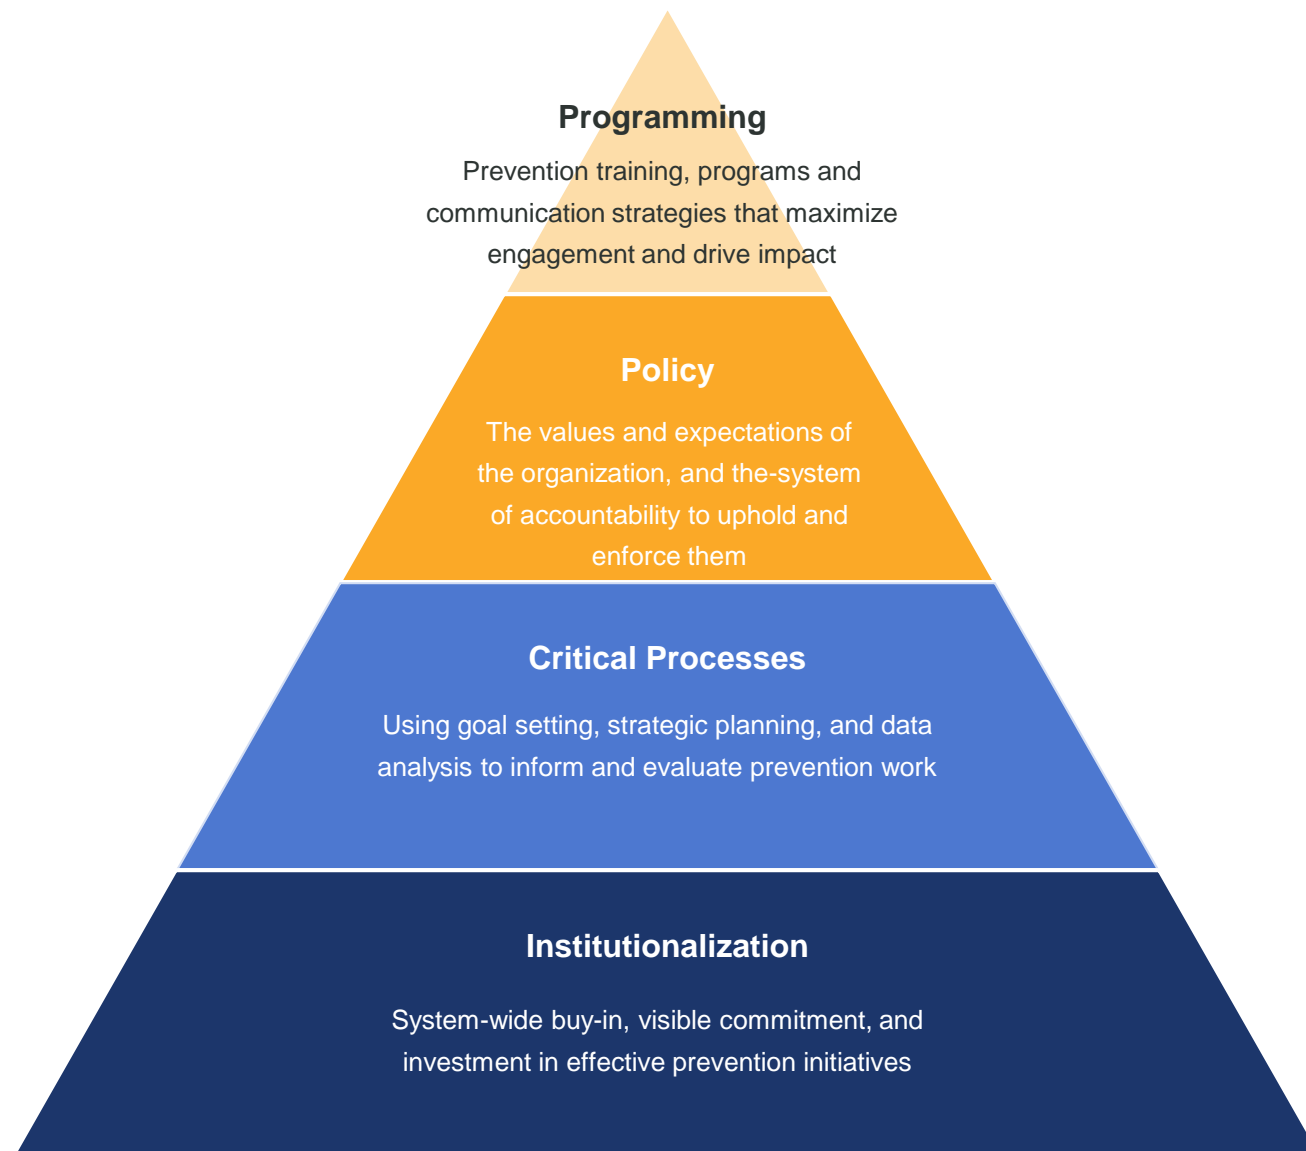 Programming
Prevention training, programs and
communication strategies that maximize
engagement and drive impact
Policy
The values and expectations of
the organization, and the-system
of accountability to uphold and
enforce them
Critical Processes
Using goal setting, strategic planning, and data
analysis to inform and evaluate prevention work
Institutionalization
System-wide buy-in, visible commitment, and
investment in effective prevention initiatives